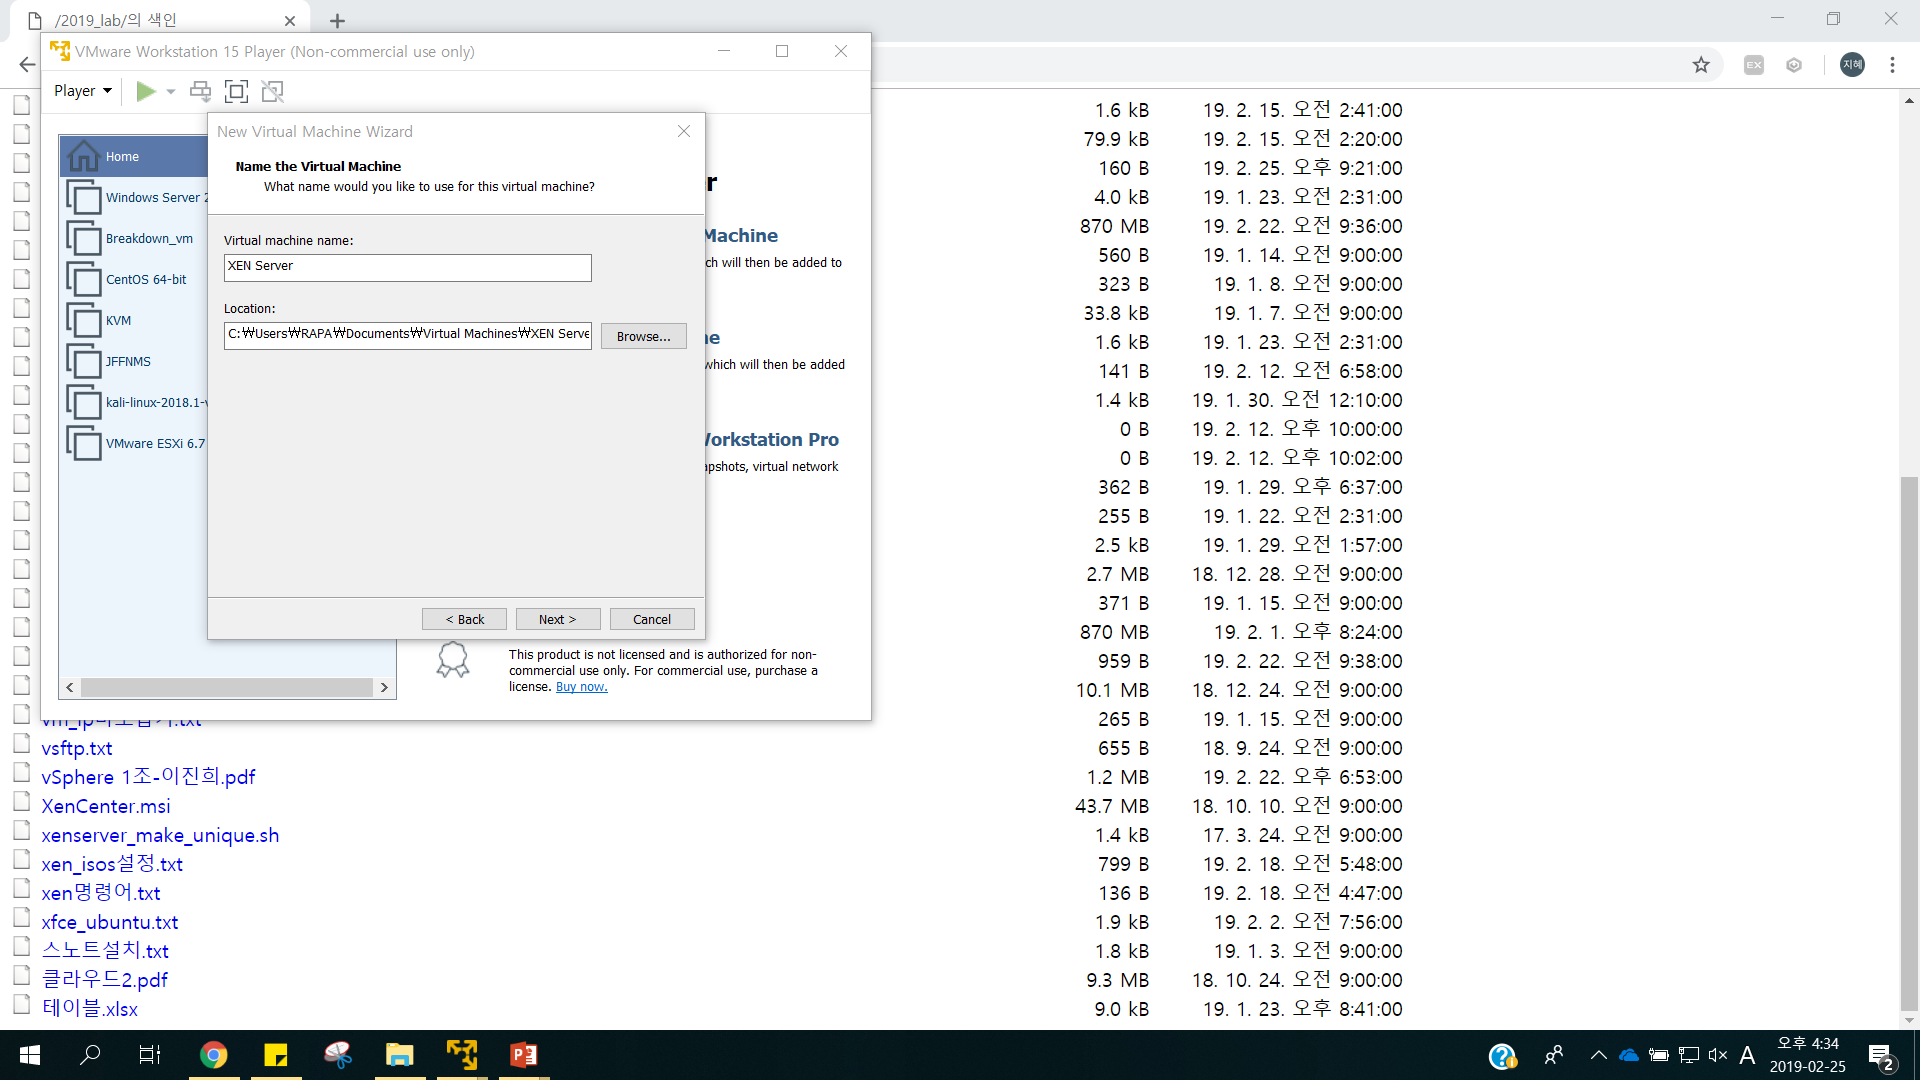 /2019_lab/의 색인
VMware Workstation 15 Player (Non-commercial use only)
EX
지혜
Player
New Virtual Machine Wizard
Name the Virtual Machine
What name would you like to use for this virtual machine?
Virtual machine name:
XEN Server
Location:
C:₩Users₩RAPA₩Documents₩Virtual Machines₩XEN Serve
Browse...
< Back
Next >
Cancel
Home
Windows Server 2
Breakdown_vm
CentOS 64-bit
KVM
JFFNMS
kali-linux-2018.1-v
VMware ESXi 6.7
r
Machine
ch will then be added to
ne
which will then be added
Workstation Pro
apshots, virtual network
This product is not licensed and is authorized for non-
commercial use only. For commercial use, purchase a
license. Buy now.
1.6 kB 19. 2. 15. 오전 2:41:00
79.9 kB 19. 2. 15. 오전 2:20:00
160 B 19. 2. 25. 오후 9:21:00
4.0 kB 19. 1. 23. 오전 2:31:00
870 MB 19. 2. 22. 오전 9:36:00
560 B 19. 1. 14. 오전 9:00:00
323 B 19. 1. 8. 오전 9:00:00
33.8 kB 19. 1. 7. 오전 9:00:00
1.6 kB 19. 1. 23. 오전 2:31:00
141 B 19. 2. 12. 오전 6:58:00
1.4 kB 19. 1. 30. 오전 12:10:00
0 B 19. 2. 12. 오후 10:00:00
0 B 19. 2. 12. 오후 10:02:00
362 B 19. 1. 29. 오후 6:37:00
255 B 19. 1. 22. 오전 2:31:00
2.5 kB 19. 1. 29. 오전 1:57:00
2.7 MB 18. 12. 28. 오전 9:00:00
371 B 19. 1. 15. 오전 9:00:00
870 MB 19. 2. 1. 오후 8:24:00
959 B 19. 2. 22. 오전 9:38:00
10.1 MB 18. 12. 24. 오전 9:00:00
265 B 19. 1. 15. 오전 9:00:00
vsftp.txt 655 B 18. 9. 24. 오전 9:00:00
vSphere 1조-이진희.pdf 1.2 MB 19. 2. 22. 오후 6:53:00
XenCenter.msi 43.7 MB 18. 10. 10. 오전 9:00:00
xenserver_make_unique.sh 1.4 kB 17. 3. 24. 오전 9:00:00
xen_isos설정.txt 799 B 19. 2. 18. 오전 5:48:00
xen명령어.txt 136 B 19. 2. 18. 오전 4:47:00
xfce_ubuntu.txt 1.9 kB 19. 2. 2. 오전 7:56:00
스노트설치.txt 1.8 kB 19. 1. 3. 오전 9:00:00
클라우드2.pdf 9.3 MB 18. 10. 24. 오전 9:00:00
테이블.xlsx 9.0 kB 19. 1. 23. 오후 8:41:00
A
오후 4:34
2019-02-25
2